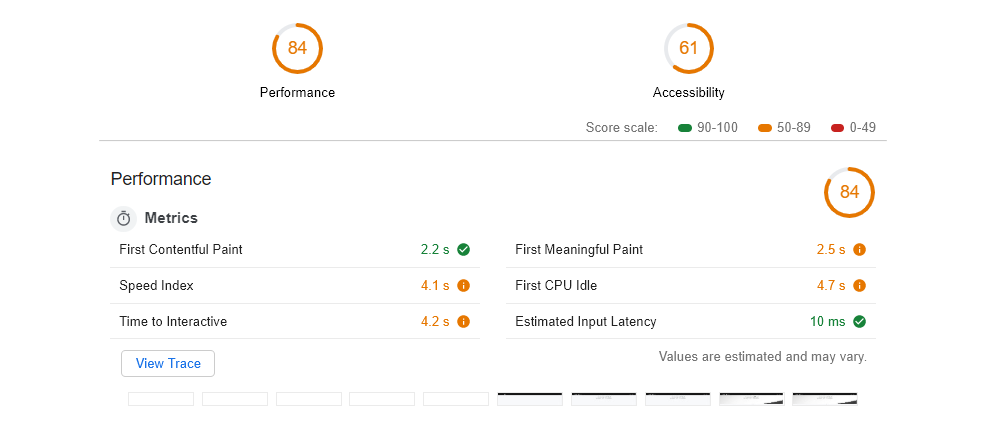 84
61
Performance
Accessibility
Score scale: 90-100 50-89 0-49
Performance
84
Metrics
First Contentful Paint 2.2 s
First Meaningful Paint 2.5 s
Speed Index 4.1 s
First CPU Idle 4.7 s
Time to Interactive 4.2 s
Estimated Input Latency 10 ms
View Trace
Values are estimated and may vary.